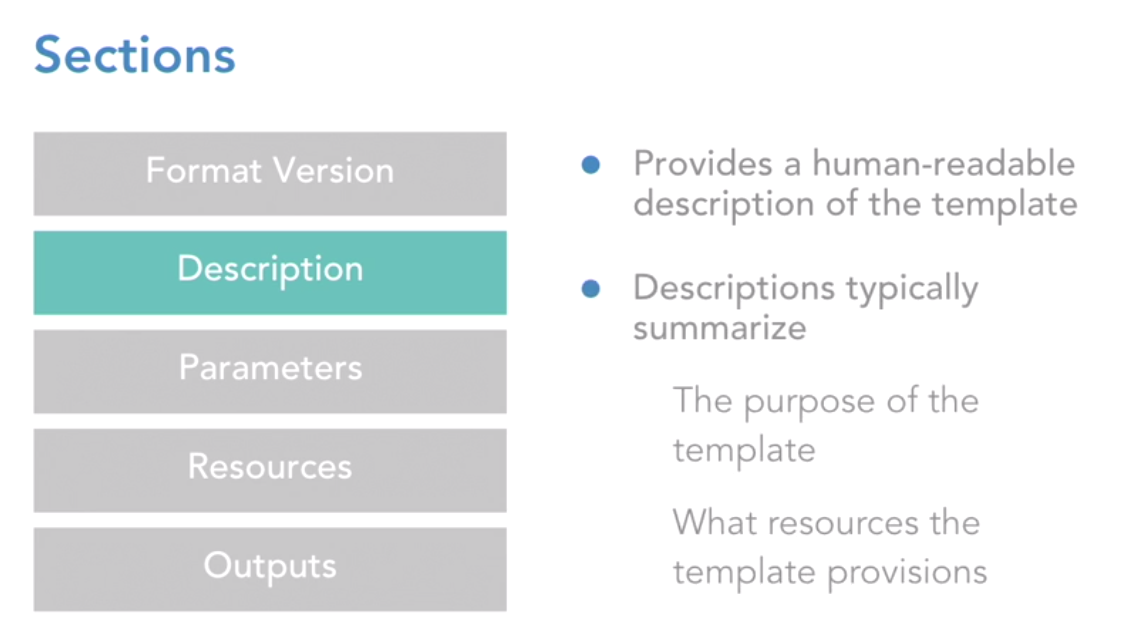 Sections
Format Version
Description
Parameters
Resources
Outputs
Provides a human-readable
description of the template
Descriptions typically
summarize
The purpose of the
template
What resources the
template provisions